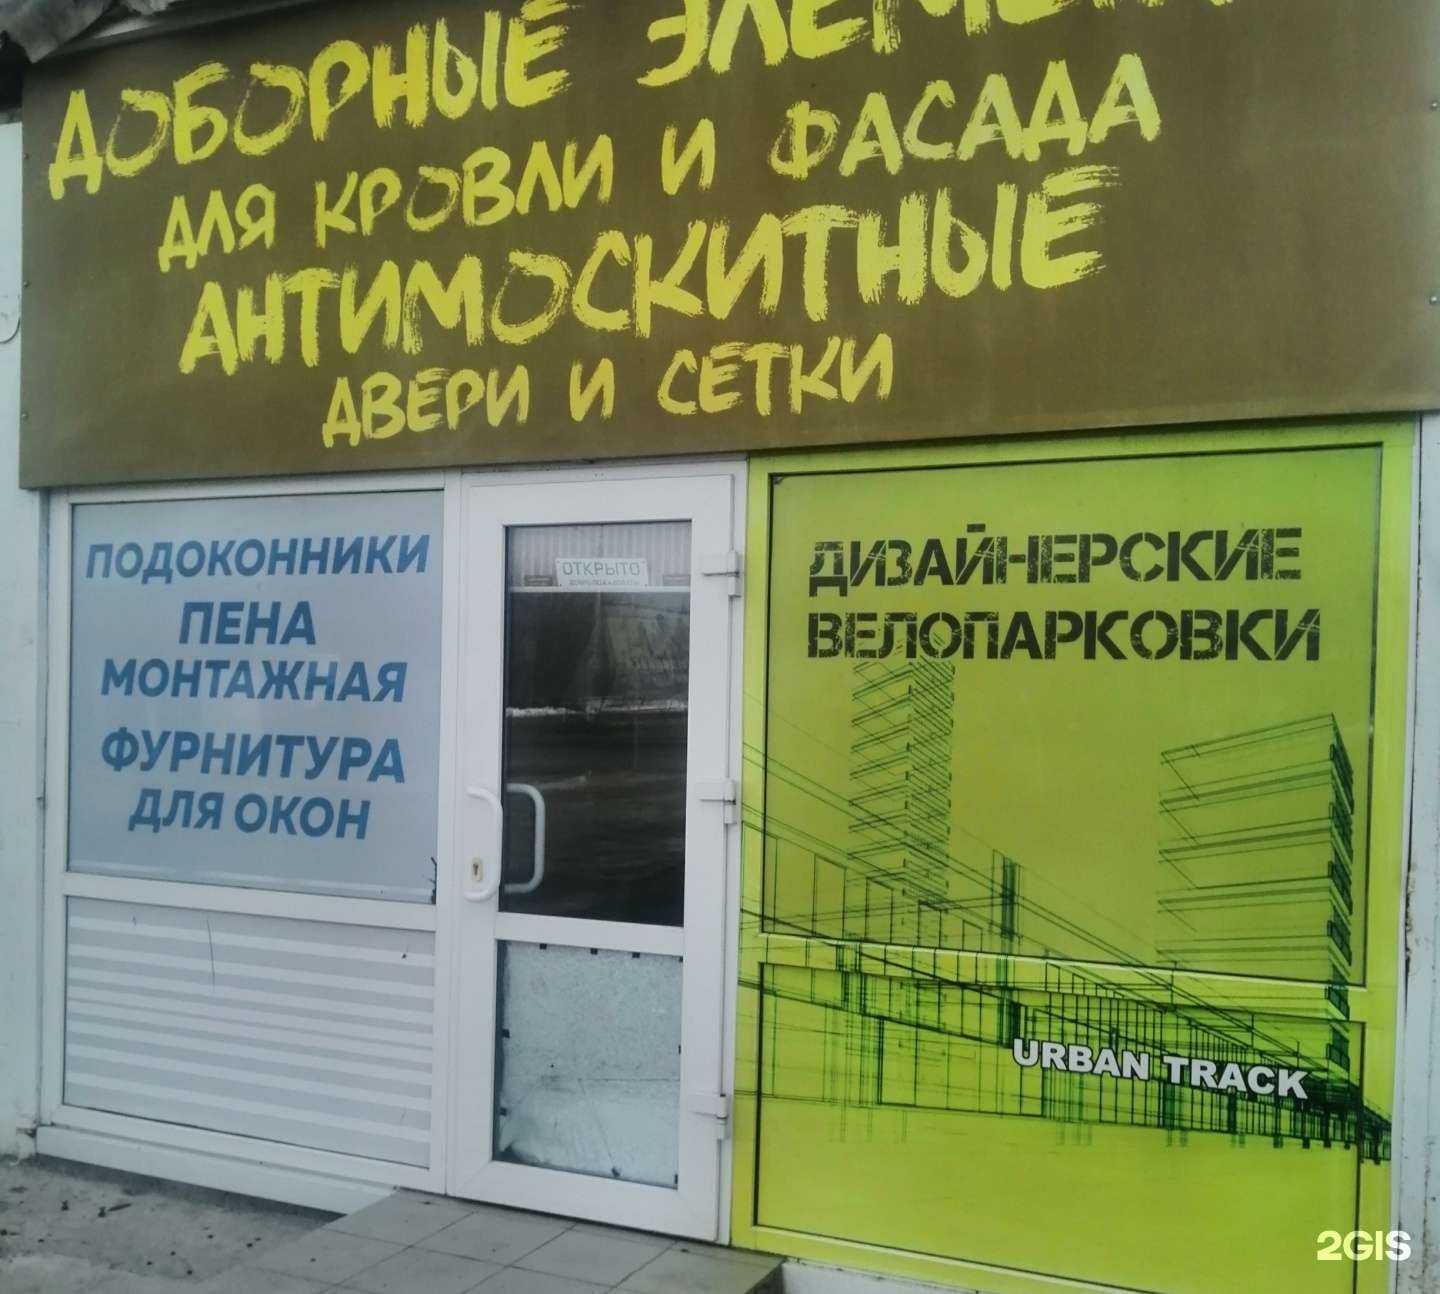 ДОБОРНЫЕ
ДЛЯ КРОВЛИ И ФАСАДА
АНТИМОСКИТНЫЕ
ДВЕРИ И СЕТКИ
ПОДОКОННИКИ
ПЕНА
МОНТАЖНАЯ
ФУРНИТУРА
ДЛЯ ОКОН
ОТКРЫТО
ДИЗАЙНЕРСКИЕ
ВЕЛОПАРКОВКИ
URBAN TRACK
2GIS